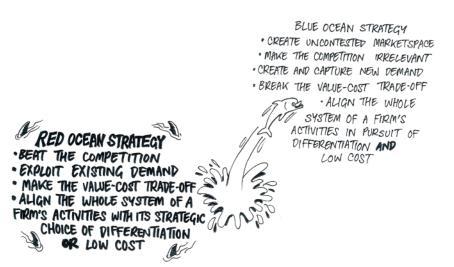 BLUE OCEAN STRATEGY
• CREATE UNCONTESTED MARKETSPACE
• MAKE THE COMPETITION IRRELEVANT
• CREATE AND CAPTURE NEW DEMAND
• BREAK THE VALUE-COST TRADE-OFF
• ALIGN THE WHOLE
SYSTEM OF A FIRM'S
ACTIVITIES IN PURSUIT OF
DIFFERENTIATION AND
LOW COST
RED OCEAN STRATEGY
• BEAT THE COMPETITION
• EXPLOIT EXISTING DEMAND
• MAKE THE VALUE-COST TRADE-OFF
• ALIGN THE WHOLE SYSTEM OF A
FIRM'S ACTIVITIES WITH ITS STRATEGIC
CHOICE OF DIFFERENTIATION
OR LOW COST